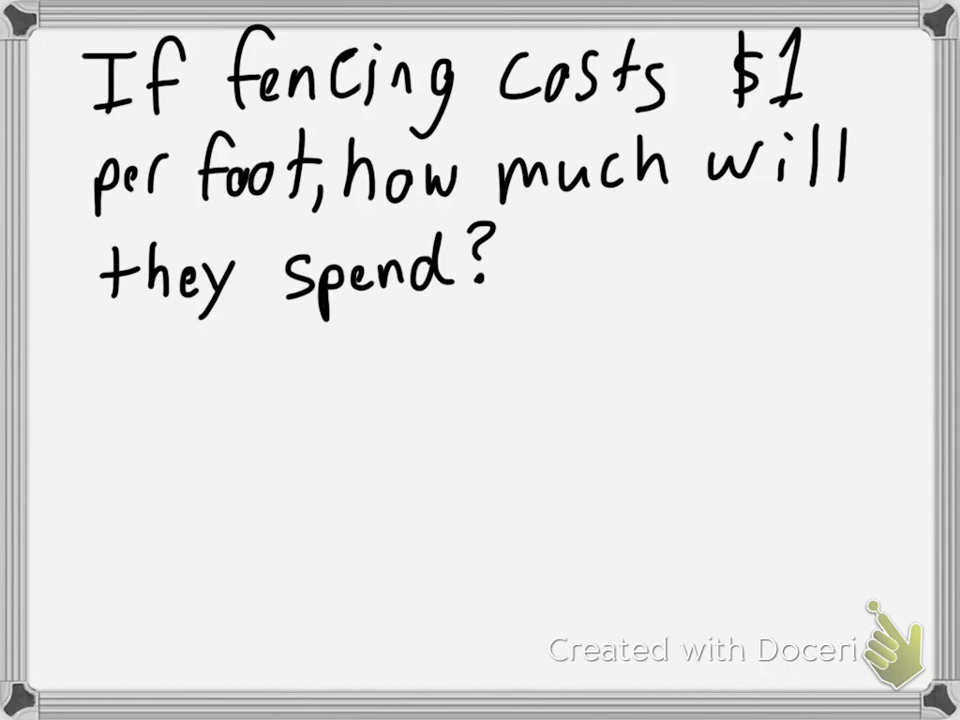 If fencing costs $1
per foot, how much will
they spend?
Created with Doceri